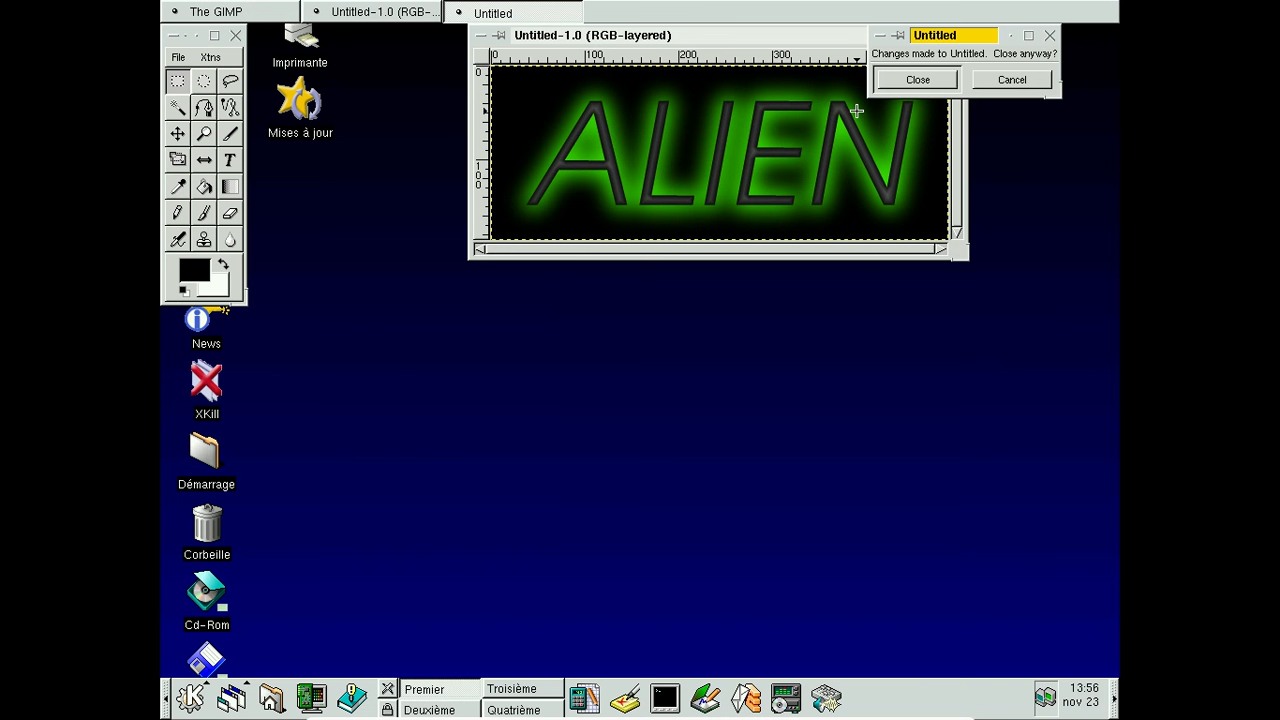 The GIMP
Untitled-1.0 (RGB-...
Untitled
Untitled-1.0 (RGB-layered)
Untitled
Changes made to Untitled. Close anyway?
Close
Cancel
File
Xtns
0
100
200
300
0
100
ALIEN
T
Imprimante
Mises à jour
News
XKill
Démarrage
Corbeille
Cd-Rom
K
Premier
Troisième
Deuxième
Quatrième
13:56
nov 23